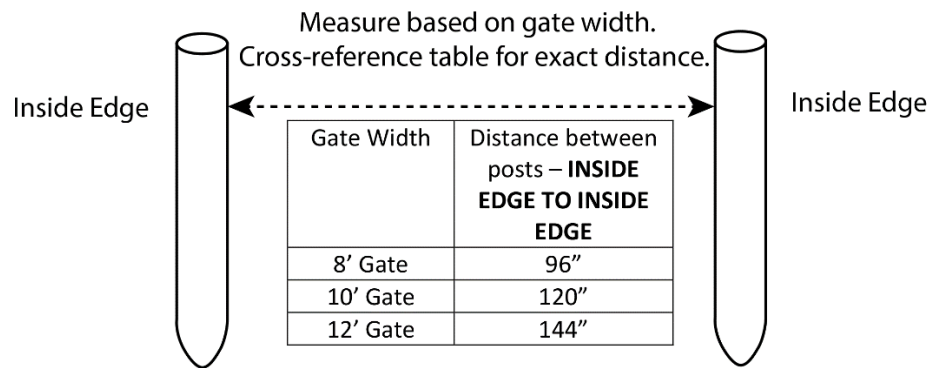 Measure based on gate width.
Cross-reference table for exact distance.
Inside Edge
Inside Edge
Gate Width
Distance between
posts – INSIDE
EDGE TO INSIDE
EDGE
8’ Gate
96”
10’ Gate
120”
12’ Gate
144”